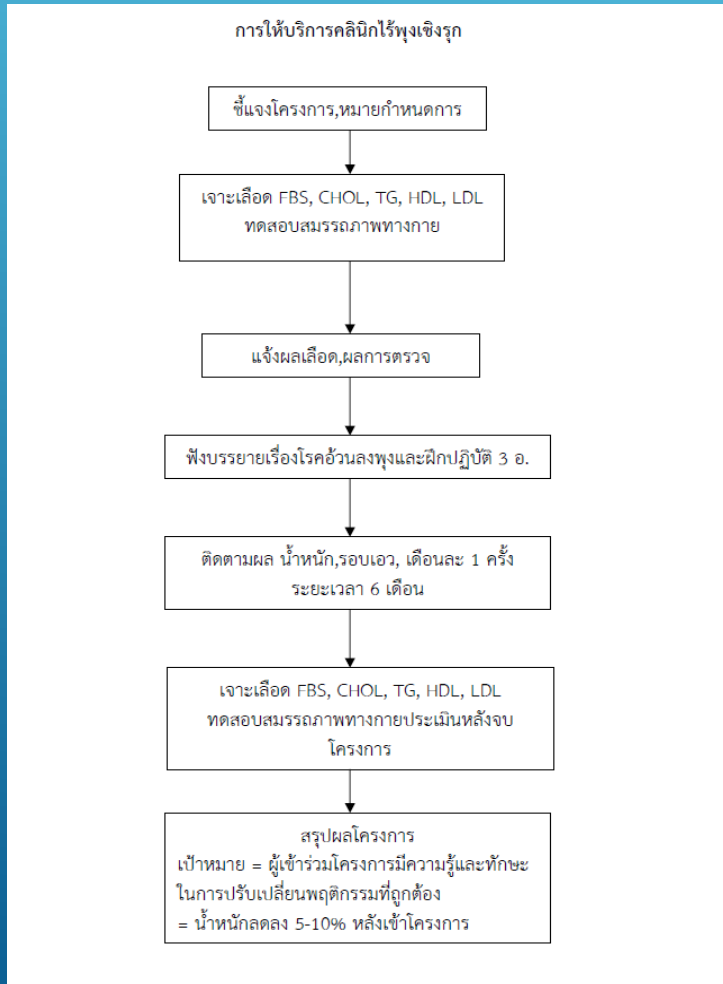 การให้บริการคลินิกไร้พุงเชิงรุก
ชี้แจงโครงการ,หมายกำหนดการ
เจาะเลือด FBS, CHOL, TG, HDL, LDL
ทดสอบสมรรถภาพทางกาย
แจ้งผลเลือด,ผลการตรวจ
ฟังบรรยายเรื่องโรคอ้วนลงพุงและฝึกปฏิบัติ 3 อ.
ติดตามผล น้ำหนัก,รอบเอว, เดือนละ 1 ครั้ง
ระยะเวลา 6 เดือน
เจาะเลือด FBS, CHOL, TG, HDL, LDL
ทดสอบสมรรถภาพทางกายประเมินหลังจบ
โครงการ
สรุปผลโครงการ
เป้าหมาย = ผู้เข้าร่วมโครงการมีความรู้และทักษะ
ในการปรับเปลี่ยนพฤติกรรมที่ถูกต้อง
= น้ำหนักลดลง 5-10% หลังเข้าโครงการ